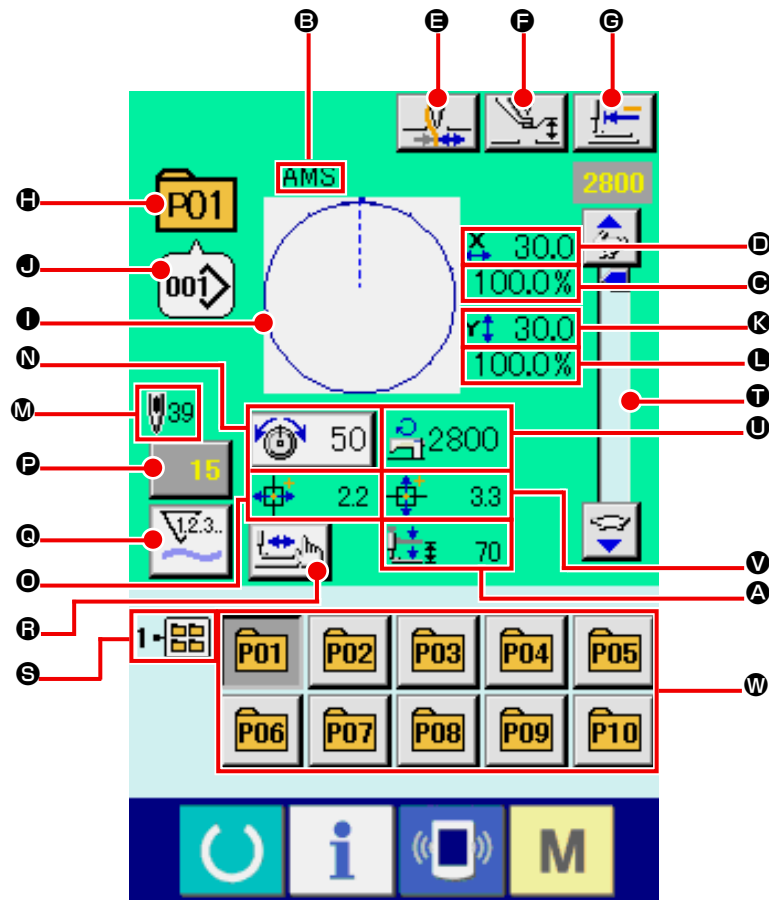 B E F G
AMS
2800
H P01
X 30.0 D
J 001
100.0% C
I
Y 30.0 K
N
100.0% L
M 39
T
50 2800 U
P 15
2.2 3.3
Q 1.2.3..
O 70 V
R A
1
P01 P02 P03 P04 P05
S W
P06 P07 P08 P09 P10
i M